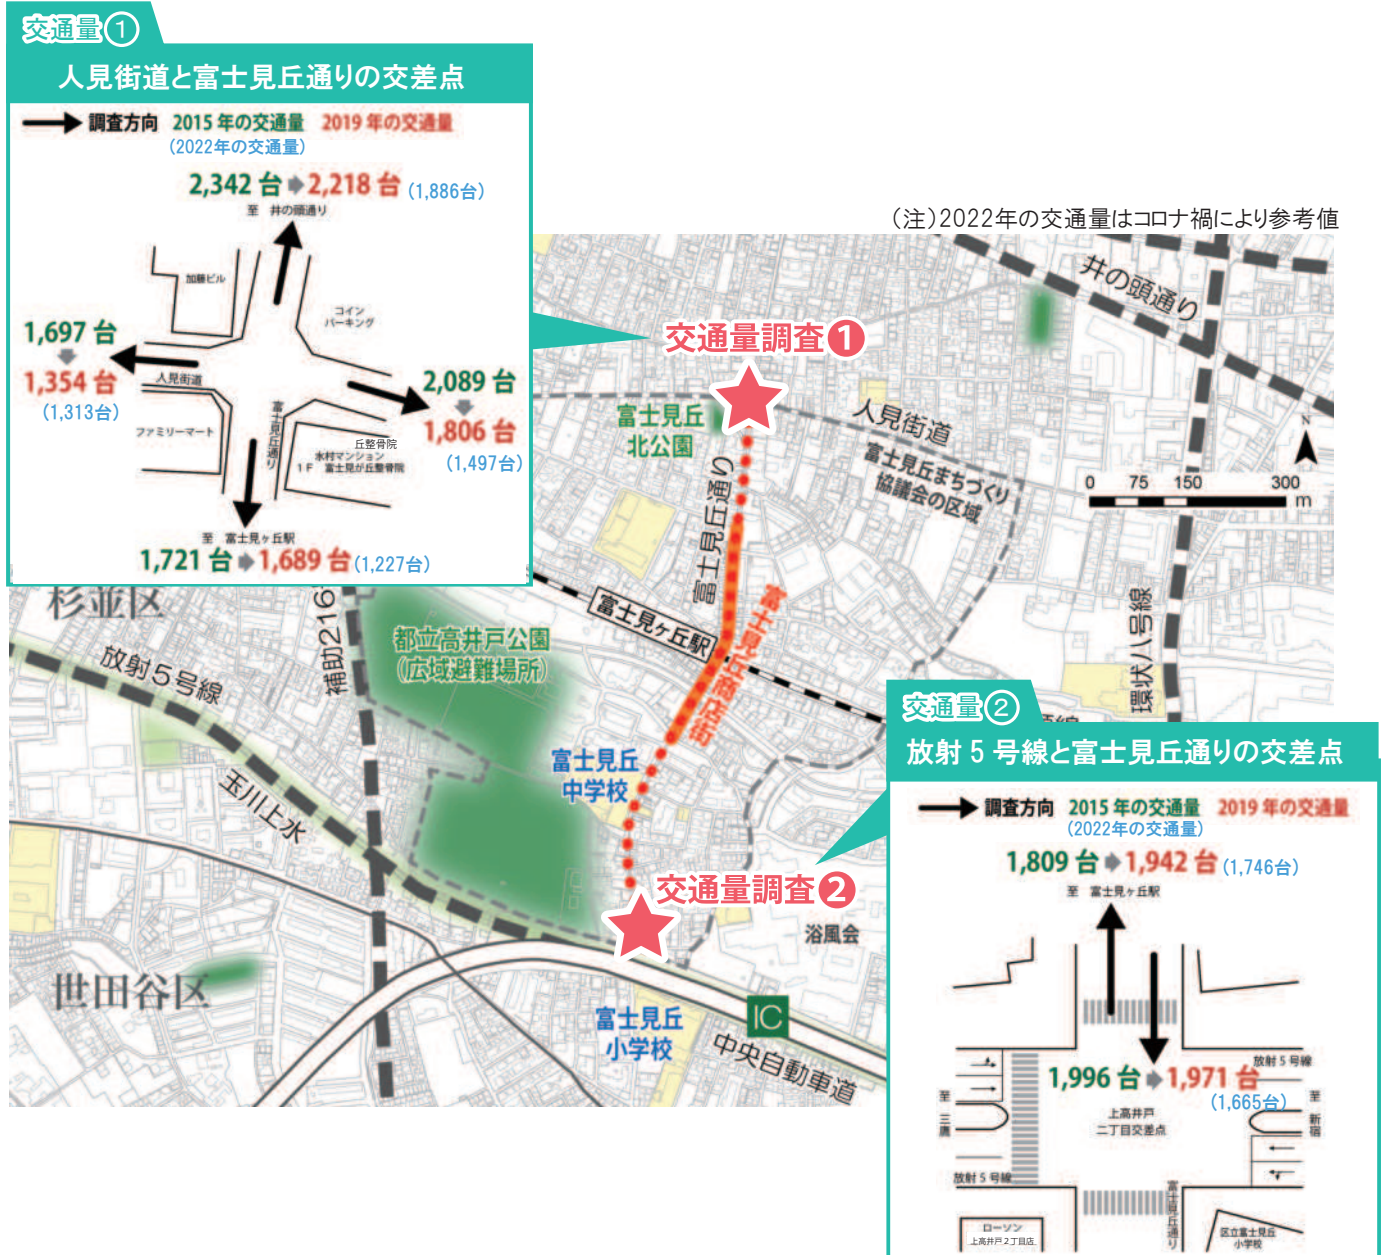 交通量①
人見街道と富士見丘通りの交差点
調査方向 2015年の交通量 2019年の交通量
(2022年の交通量)
2,342台 2,218台 (1,886台)
至 井の頭通り
加藤ビル
コイン
パーキング
1,697台
1,354台
(1,313台)
人見街道
2,089台
1,806台
(1,497台)
ファミリーマート
富士見丘通り
丘整骨院
水村マンション
1F 富士見が丘整骨院
至 富士見ヶ丘駅
1,721台 1,689台 (1,227台)
(注)2022年の交通量はコロナ禍により参考値
井の頭通り
交通量調査❶
富士見丘
北公園
人見街道
富士見丘まちづくり
協議会の区域
N
0 75 150 300
m
富士見丘通り
富士見ヶ丘駅
富士見丘商店街
環状八号線
杉並区
補助216
放射5号線
都立高井戸公園
(広域避難場所)
富士見丘
中学校
玉川上水
交通量調査❷
浴風会
世田谷区
IC
富士見丘
小学校
中央自動車道
交通量②
放射5号線と富士見丘通りの交差点
調査方向 2015年の交通量 2019年の交通量
(2022年の交通量)
1,809台 1,942台 (1,746台)
至 富士見ヶ丘駅
放射5号線
1,996台 1,971台
(1,665台)
至 三鷹
至 新宿
上高井戸
二丁目交差点
放射5号線
富士見丘通り
ローソン
上高井戸2丁目店
区立富士見丘
小学校